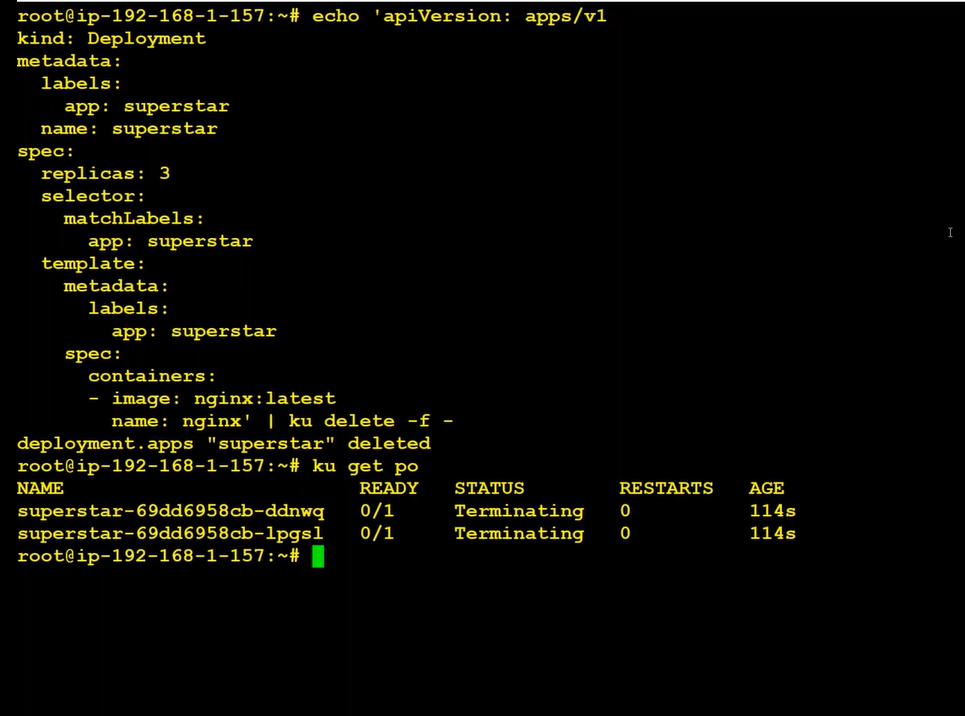 root@ip-192-168-1-157:~# echo 'apiVersion: apps/v1
kind: Deployment
metadata:
  labels:
    app: superstar
  name: superstar
spec:
  replicas: 3
  selector:
    matchLabels:
      app: superstar
  template:
    metadata:
      labels:
        app: superstar
    spec:
      containers:
      - image: nginx:latest
        name: nginx' | ku delete -f -
deployment.apps "superstar" deleted
root@ip-192-168-1-157:~# ku get po
NAME                         READY   STATUS        RESTARTS   AGE
superstar-69dd6958cb-ddnwq   0/1     Terminating   0          114s
superstar-69dd6958cb-lpgsl   0/1     Terminating   0          114s
root@ip-192-168-1-157:~#